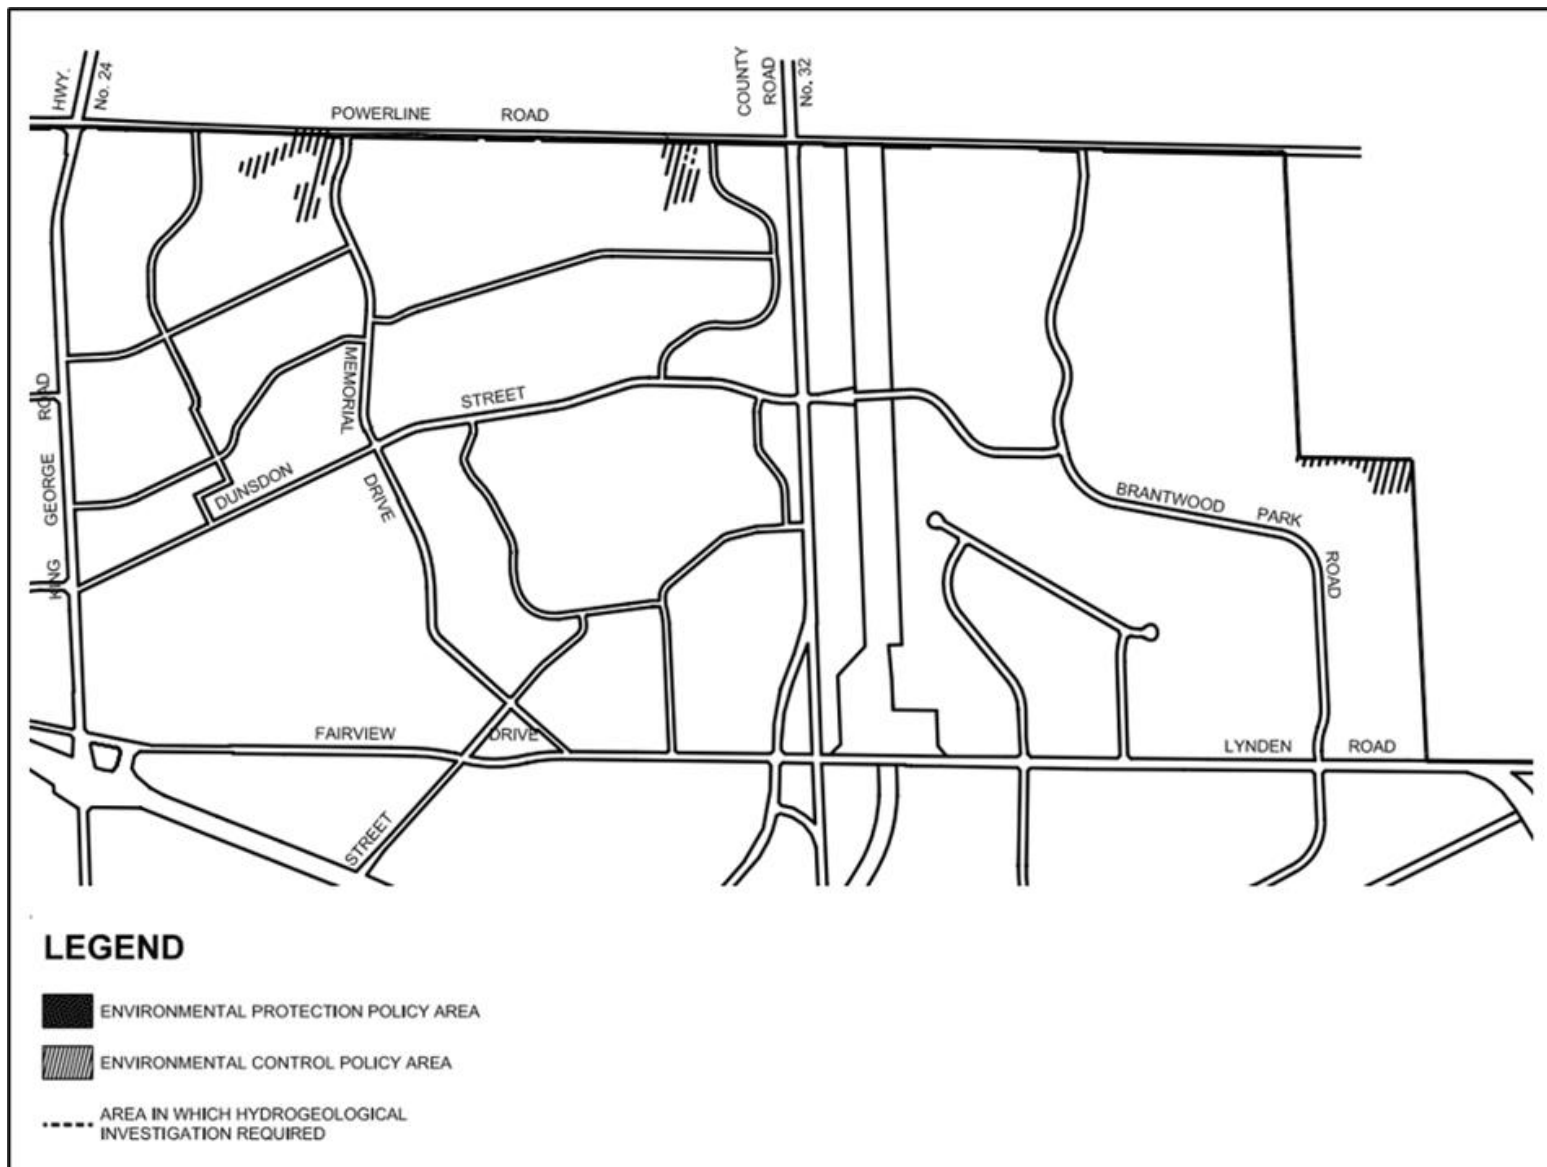 HWY.
No. 24
POWERLINE ROAD
COUNTY
ROAD
No. 32
KING GEORGE ROAD
MEMORIAL
DRIVE
DUNSDON
STREET
BRANTWOOD PARK
ROAD
FAIRVIEW DRIVE
LYNDEN ROAD
STREET
LEGEND
ENVIRONMENTAL PROTECTION POLICY AREA
ENVIRONMENTAL CONTROL POLICY AREA
AREA IN WHICH HYDROGEOLOGICAL
INVESTIGATION REQUIRED